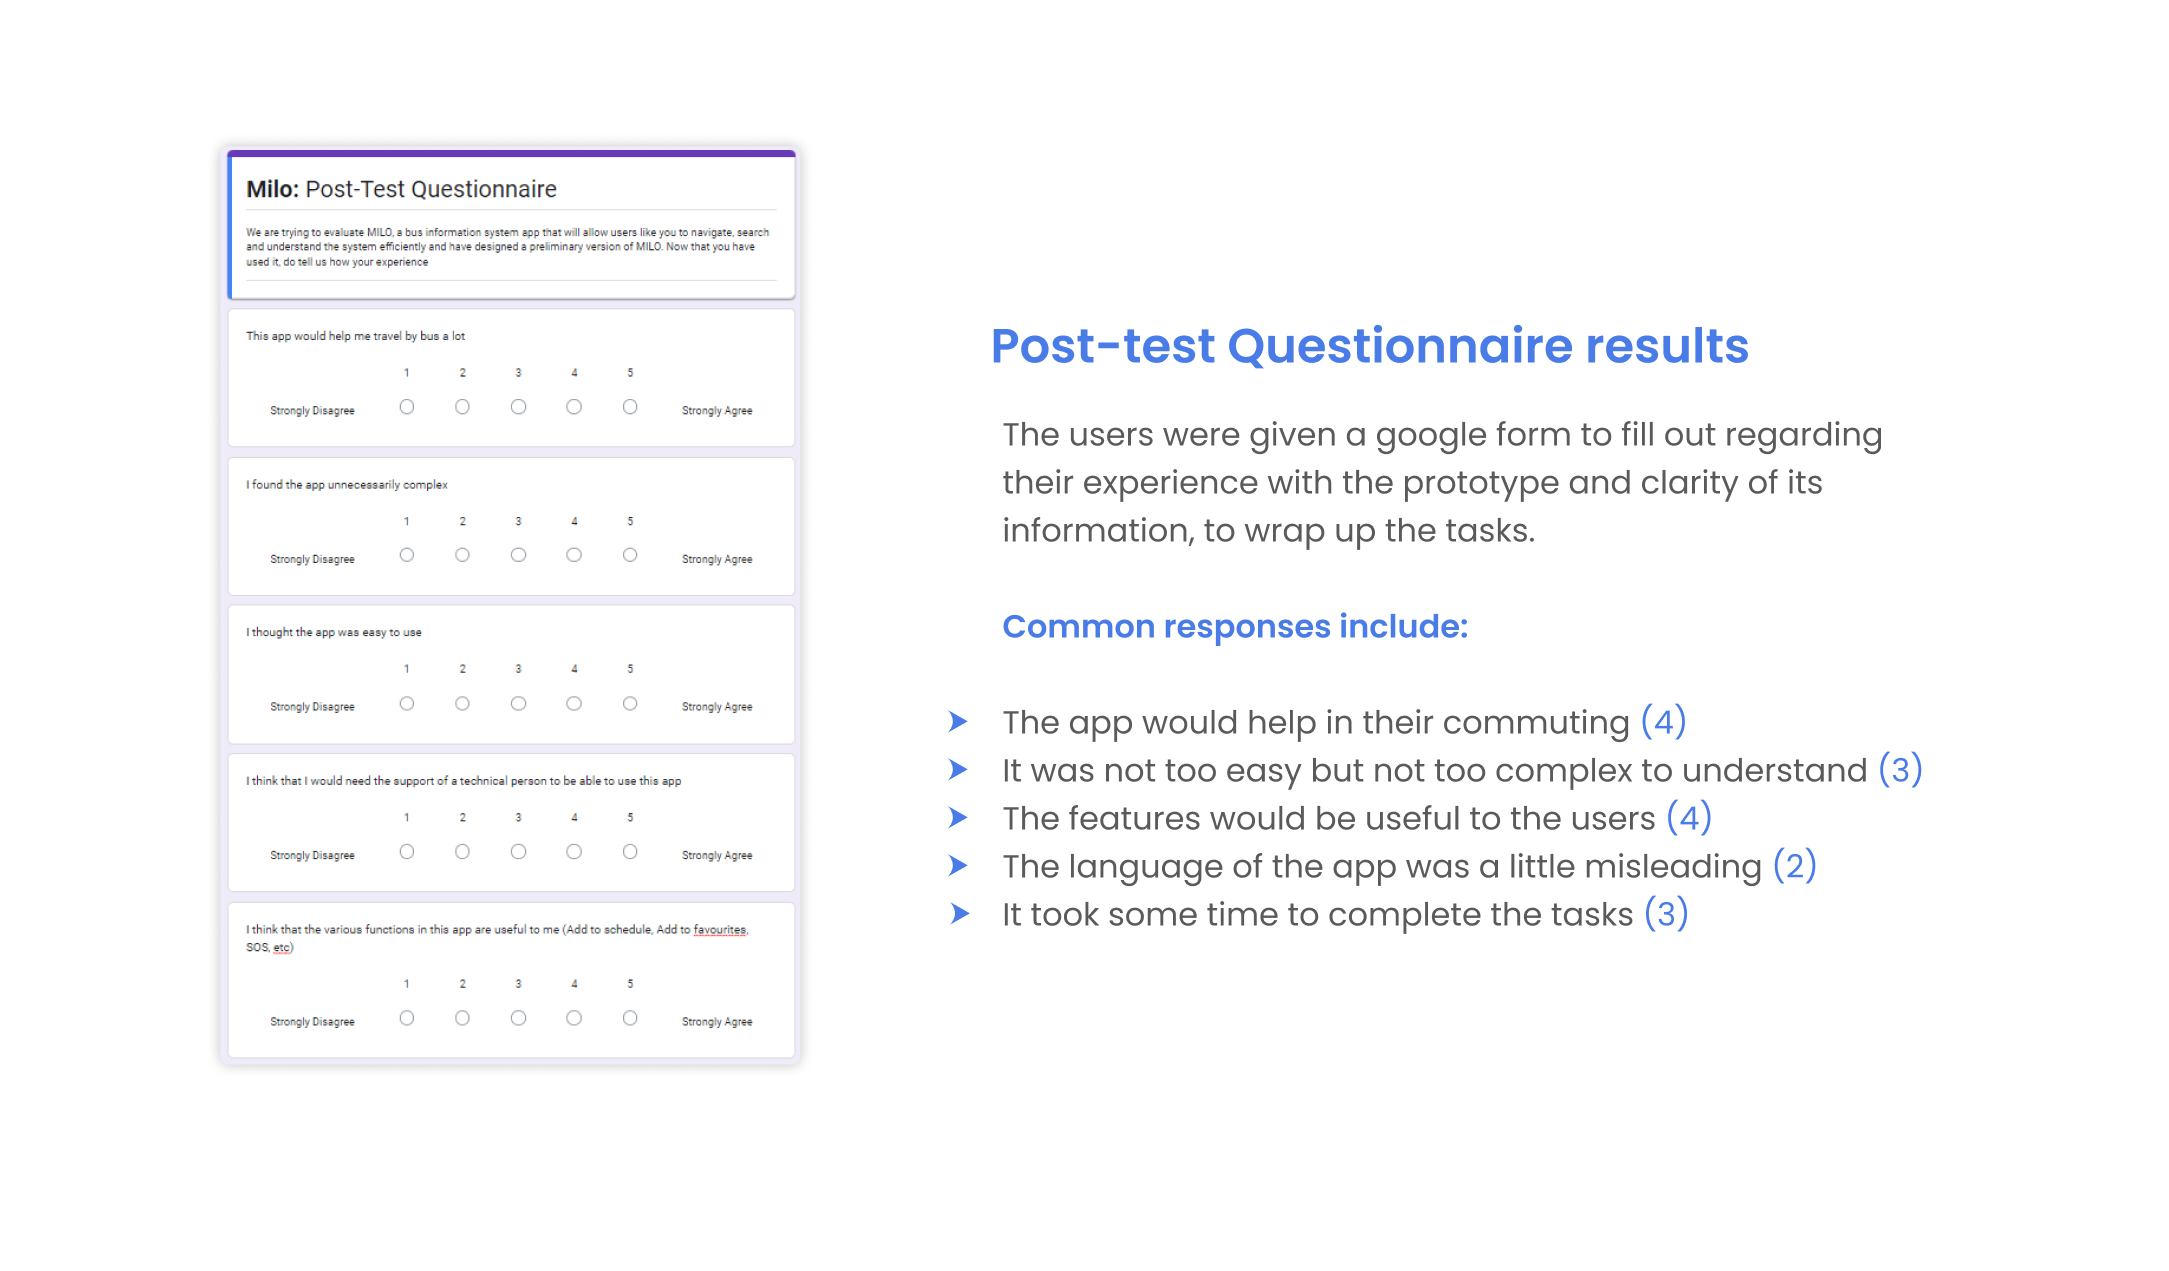 Milo: Post-Test Questionnaire
We are trying to evaluate MILO, a bus information system app that will allow users like you to navigate, search
and understand the system efficiently and have designed a preliminary version of MILO. Now that you have
used it, do tell us how your experience
This app would help me travel by bus a lot
1 2 3 4 5
Strongly Disagree Strongly Agree
I found the app unnecessarily complex
1 2 3 4 5
Strongly Disagree Strongly Agree
I thought the app was easy to use
1 2 3 4 5
Strongly Disagree Strongly Agree
I think that I would need the support of a technical person to be able to use this app
1 2 3 4 5
Strongly Disagree Strongly Agree
I think that the various functions in this app are useful to me (Add to schedule, Add to favourites,
SOS, etc)
1 2 3 4 5
Strongly Disagree Strongly Agree
Post-test Questionnaire results
The users were given a google form to fill out regarding
their experience with the prototype and clarity of its
information, to wrap up the tasks.
Common responses include:
The app would help in their commuting (4)
It was not too easy but not too complex to understand (3)
The features would be useful to the users (4)
The language of the app was a little misleading (2)
It took some time to complete the tasks (3)